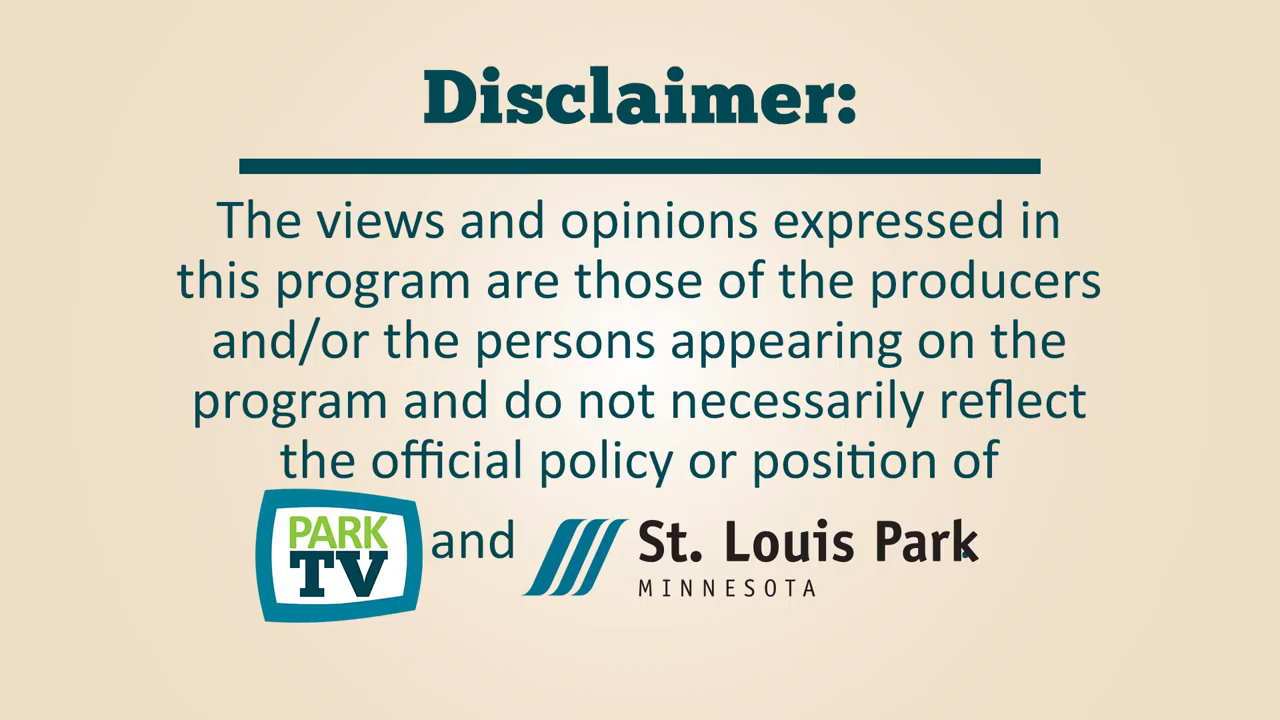 Disclaimer:
The views and opinions expressed in
this program are those of the producers
and/or the persons appearing on the
program and do not necessarily reflect
the official policy or position of
PARK
TV
and
St. Louis Park.
MINNESOTA